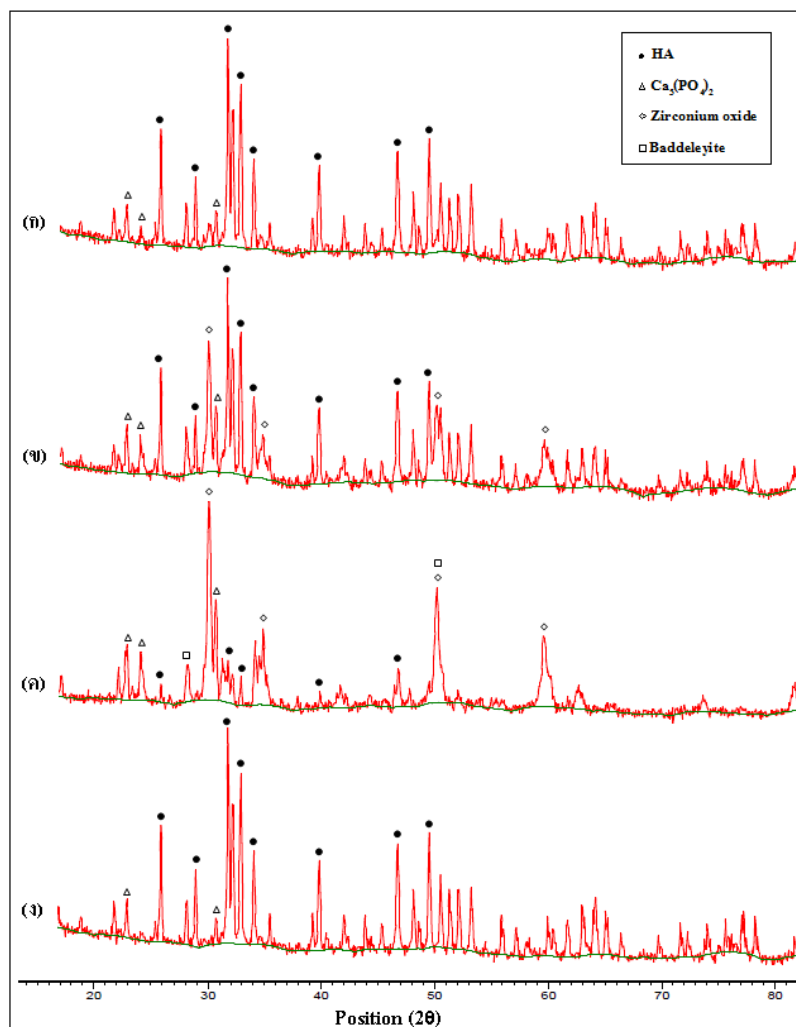 ● HA
△ Ca₃(PO₄)₂
◇ Zirconium oxide
□ Baddeleyite
(ก)
(ข)
(ค)
(ง)
20 30 40 50 60 70 80
Position (2θ)